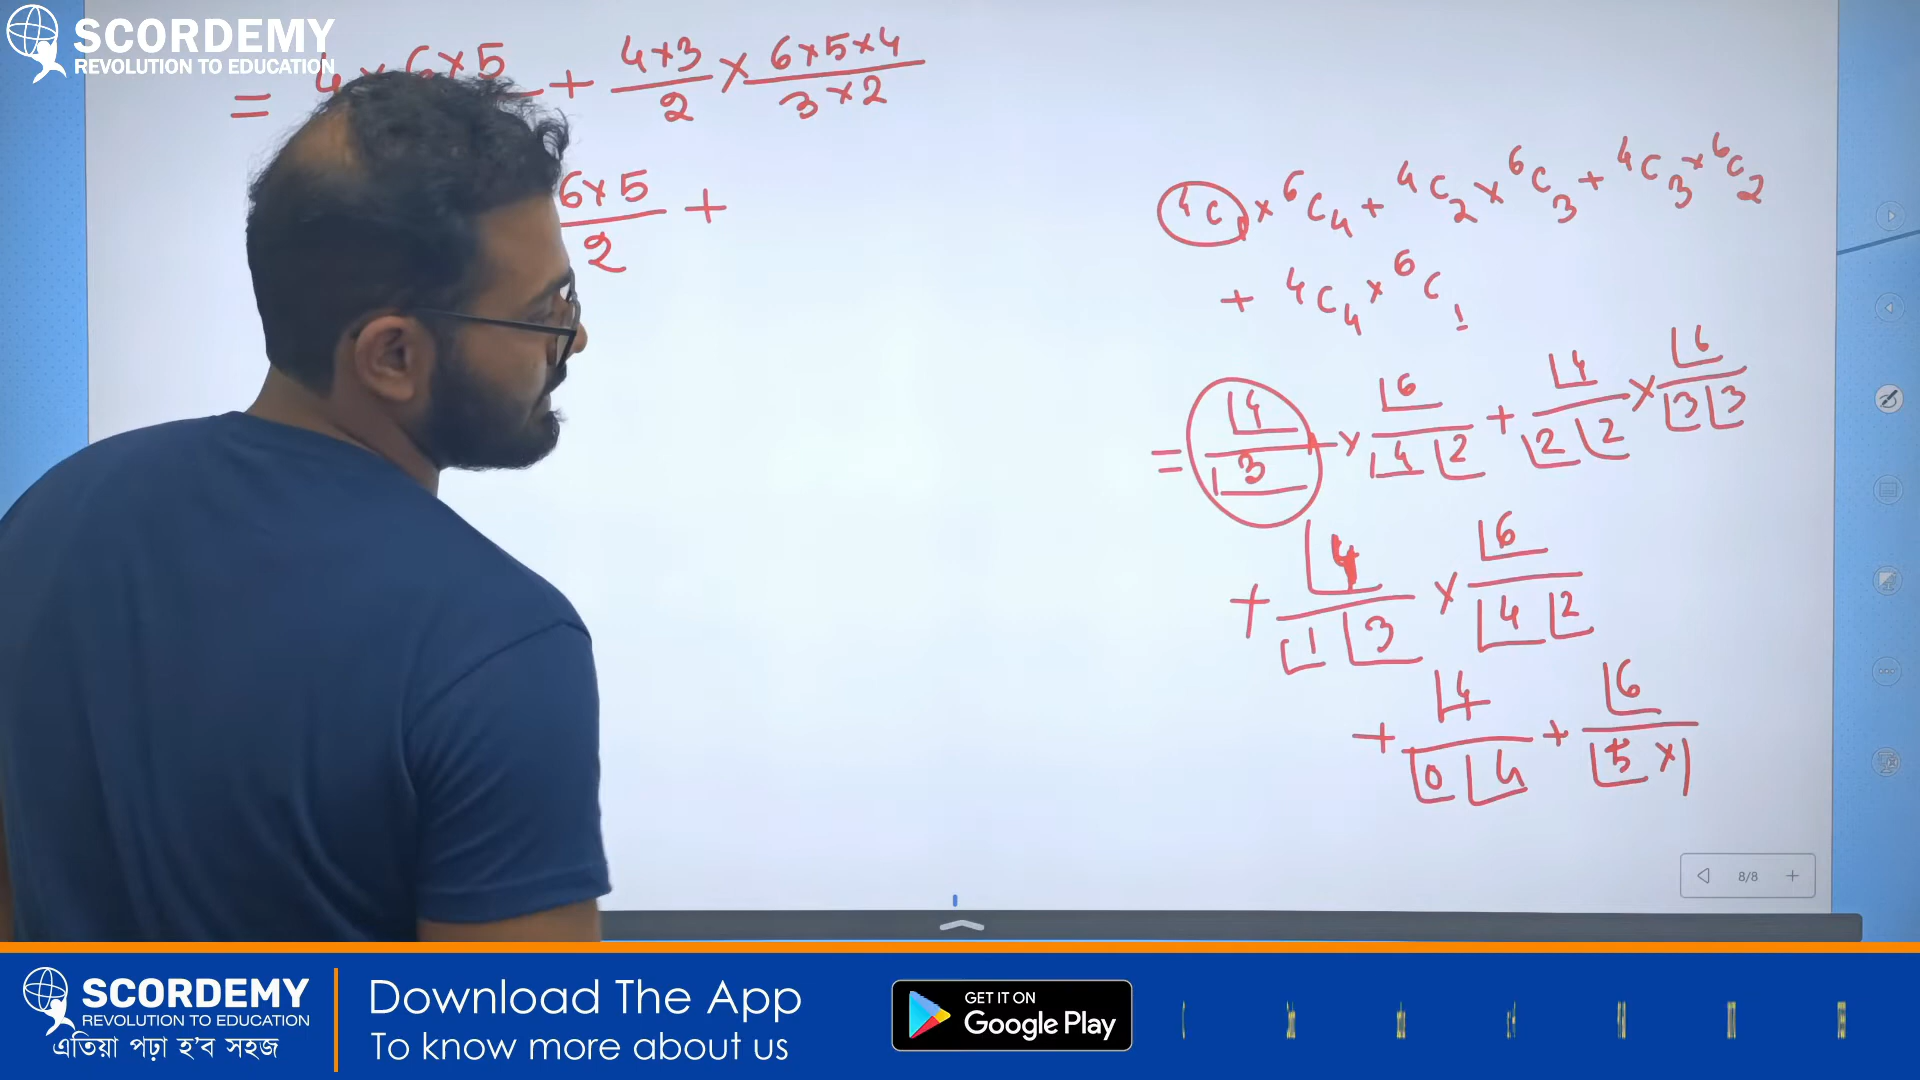 SCORDEMY
REVOLUTION TO EDUCATION
= 4 × 6×5 + 4×3/2 × 6×5×4/3×2
6×5/2 +
⁴C₁ × ⁶C₄ + ⁴C₂ × ⁶C₃ + ⁴C₃ × ⁶C₂
+ ⁴C₄ × ⁶C₁
= ⌊4/⌊3 × ⌊6/⌊4 ⌊2 + ⌊4/⌊2 ⌊2 × ⌊6/⌊3 ⌊3
+ ⌊4/⌊1 ⌊3 × ⌊6/⌊4 ⌊2
+ ⌊4/⌊0 ⌊4 + ⌊6/⌊5 ×1
8/8
SCORDEMY
REVOLUTION TO EDUCATION
এতিয়া পঢ়া হ'ব সহজ
Download The App
To know more about us
GET IT ON
Google Play